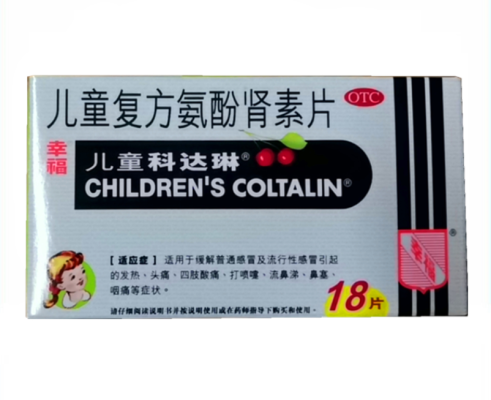 儿童复方氨酚肾素片
OTC
幸福
儿童科达琳®
CHILDREN'S COLTALIN®
【适应症】适用于缓解普通感冒及流行性感冒引起
的发热、头痛、四肢酸痛、打喷嚏、流鼻涕、鼻塞、
咽痛等症状。
幸福
®
18片
请仔细阅读说明书并按说明使用或在药师指导下购买和使用。